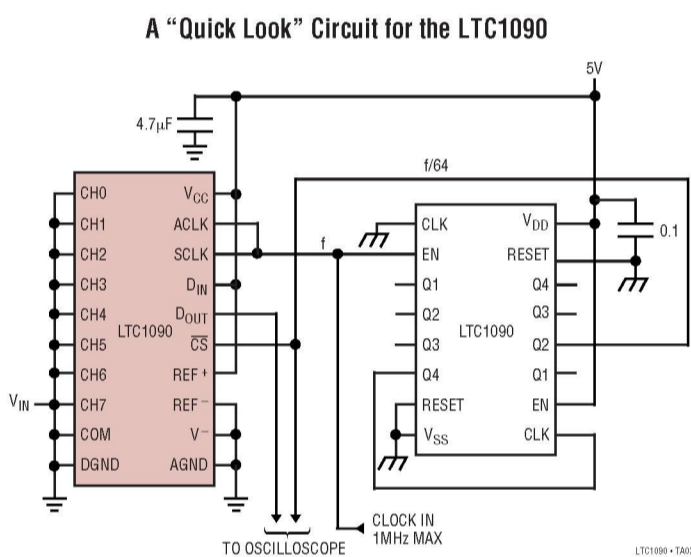 A “Quick Look” Circuit for the LTC1090
5V
4.7µF
f/64
CH0
VCC
CH1
ACLK
CH2
SCLK
CH3
DIN
CH4
DOUT
LTC1090
CH5
CS
CH6
REF+
VIN
CH7
REF−
COM
V−
DGND
AGND
f
CLK
VDD
0.1
EN
RESET
Q1
Q4
Q2
Q3
LTC1090
Q3
Q2
Q4
Q1
RESET
EN
VSS
CLK
TO OSCILLOSCOPE
CLOCK IN
1MHz MAX